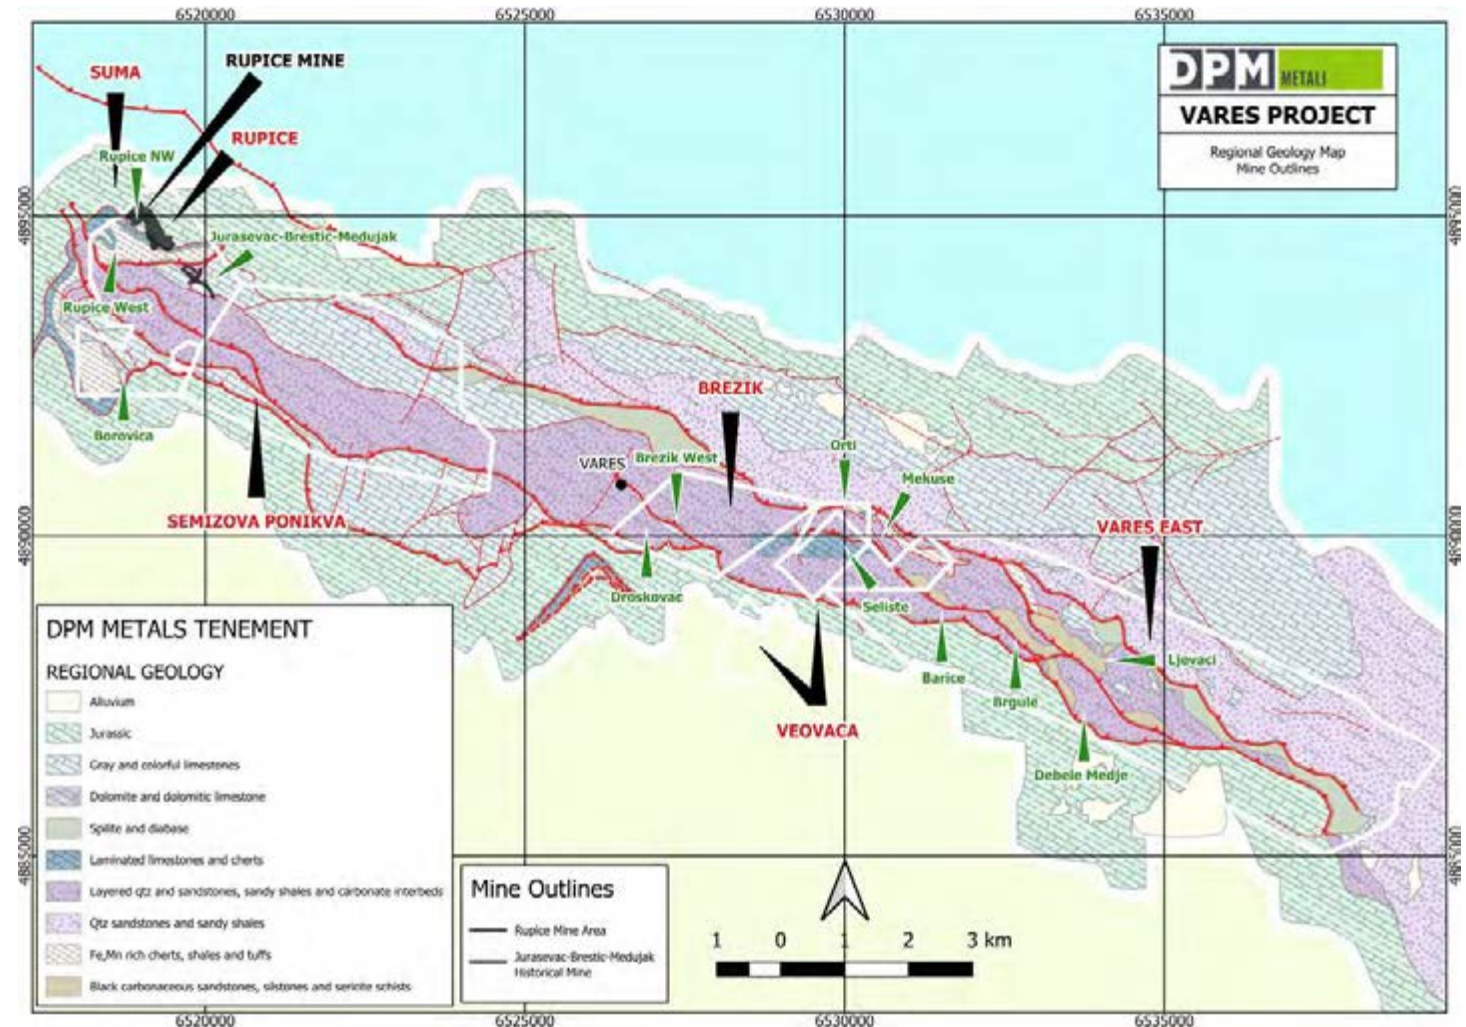 6520000
6525000
6530000
6535000
SUMA
RUPICE MINE
RUPICE
Rupice NW
Jurasevac-Brestic-Medujak
Rupice West
Borovica
SEMIZOVA PONIKVA
VARES
Brezik West
BREZIK
Orti
Mekuse
VARES EAST
Droskovac
Seliste
Barice
Brgule
Ljevaci
VEOVACA
Debele Medje
4895000
4895000
4890000
4890000
4885000
4885000
DPM METALI
VARES PROJECT
Regional Geology Map
Mine Outlines
DPM METALS TENEMENT
REGIONAL GEOLOGY
Alluvium
Jurassic
Gray and colorful limestones
Dolomite and dolomitic limestone
Spilite and diabase
Laminated limestones and cherts
Layered qtz and sandstones, sandy shales and carbonate interbeds
Qtz sandstones and sandy shales
Fe,Mn rich cherts, shales and tuffs
Black carbonaceous sandstones, silstones and sericite schists
Mine Outlines
Rupice Mine Area
Jurasevac-Brestic-Medujak
Historical Mine
1 0 1 2 3 km
6520000
6525000
6530000
6535000